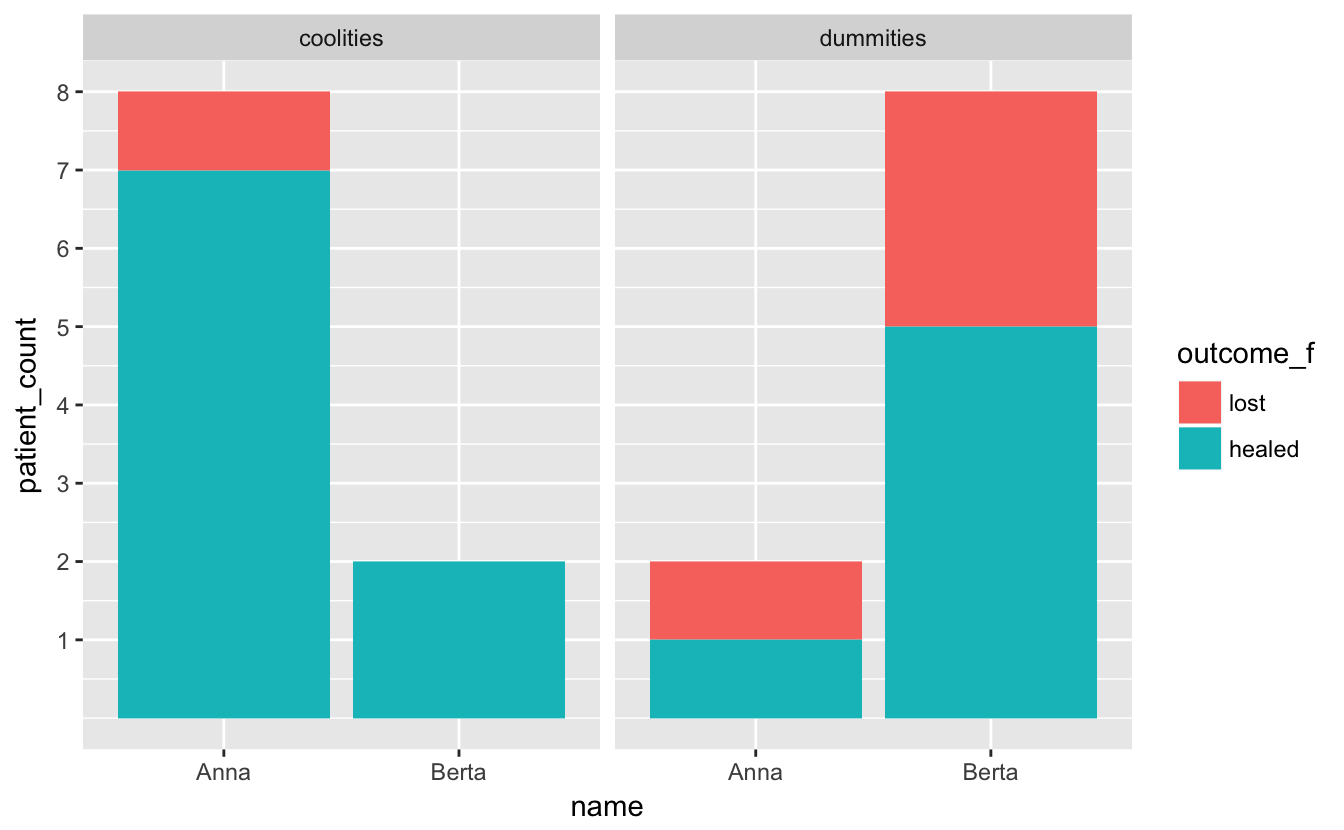 coolities
dummities
8
7
6
5
4
3
2
1
patient_count
Anna
Berta
Anna
Berta
name
outcome_f
lost
healed